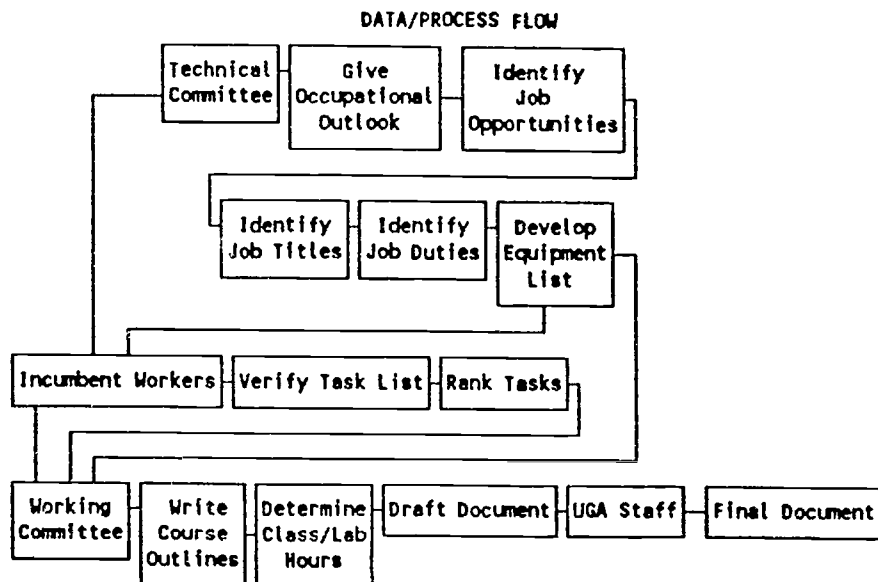 DATA/PROCESS FLOW
Technical
Committee
Give
Occupational
Outlook
Identify
Job
Opportunities
Identify
Job Titles
Identify
Job Duties
Develop
Equipment
List
Incumbent Workers
Verify Task List
Rank Tasks
Working
Committee
Write
Course
Outlines
Determine
Class/Lab
Hours
Draft Document
UGA Staff
Final Document